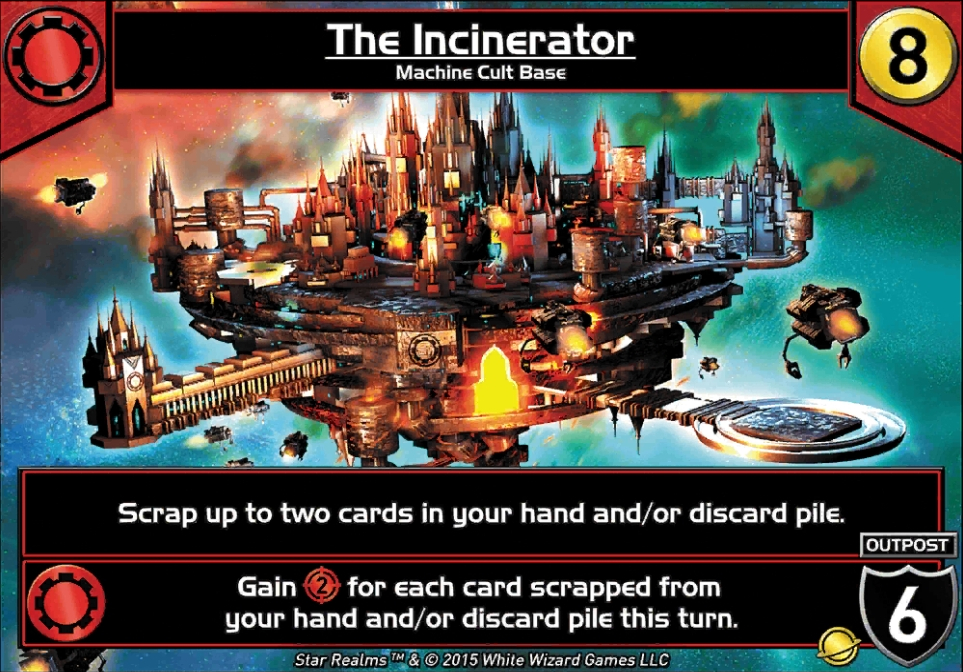 The Incinerator
8
Machine Cult Base
Scrap up to two cards in your hand and/or discard pile.
OUTPOST
Gain 2 for each card scrapped from
your hand and/or discard pile this turn.
6
Star Realms™ & © 2015 White Wizard Games LLC